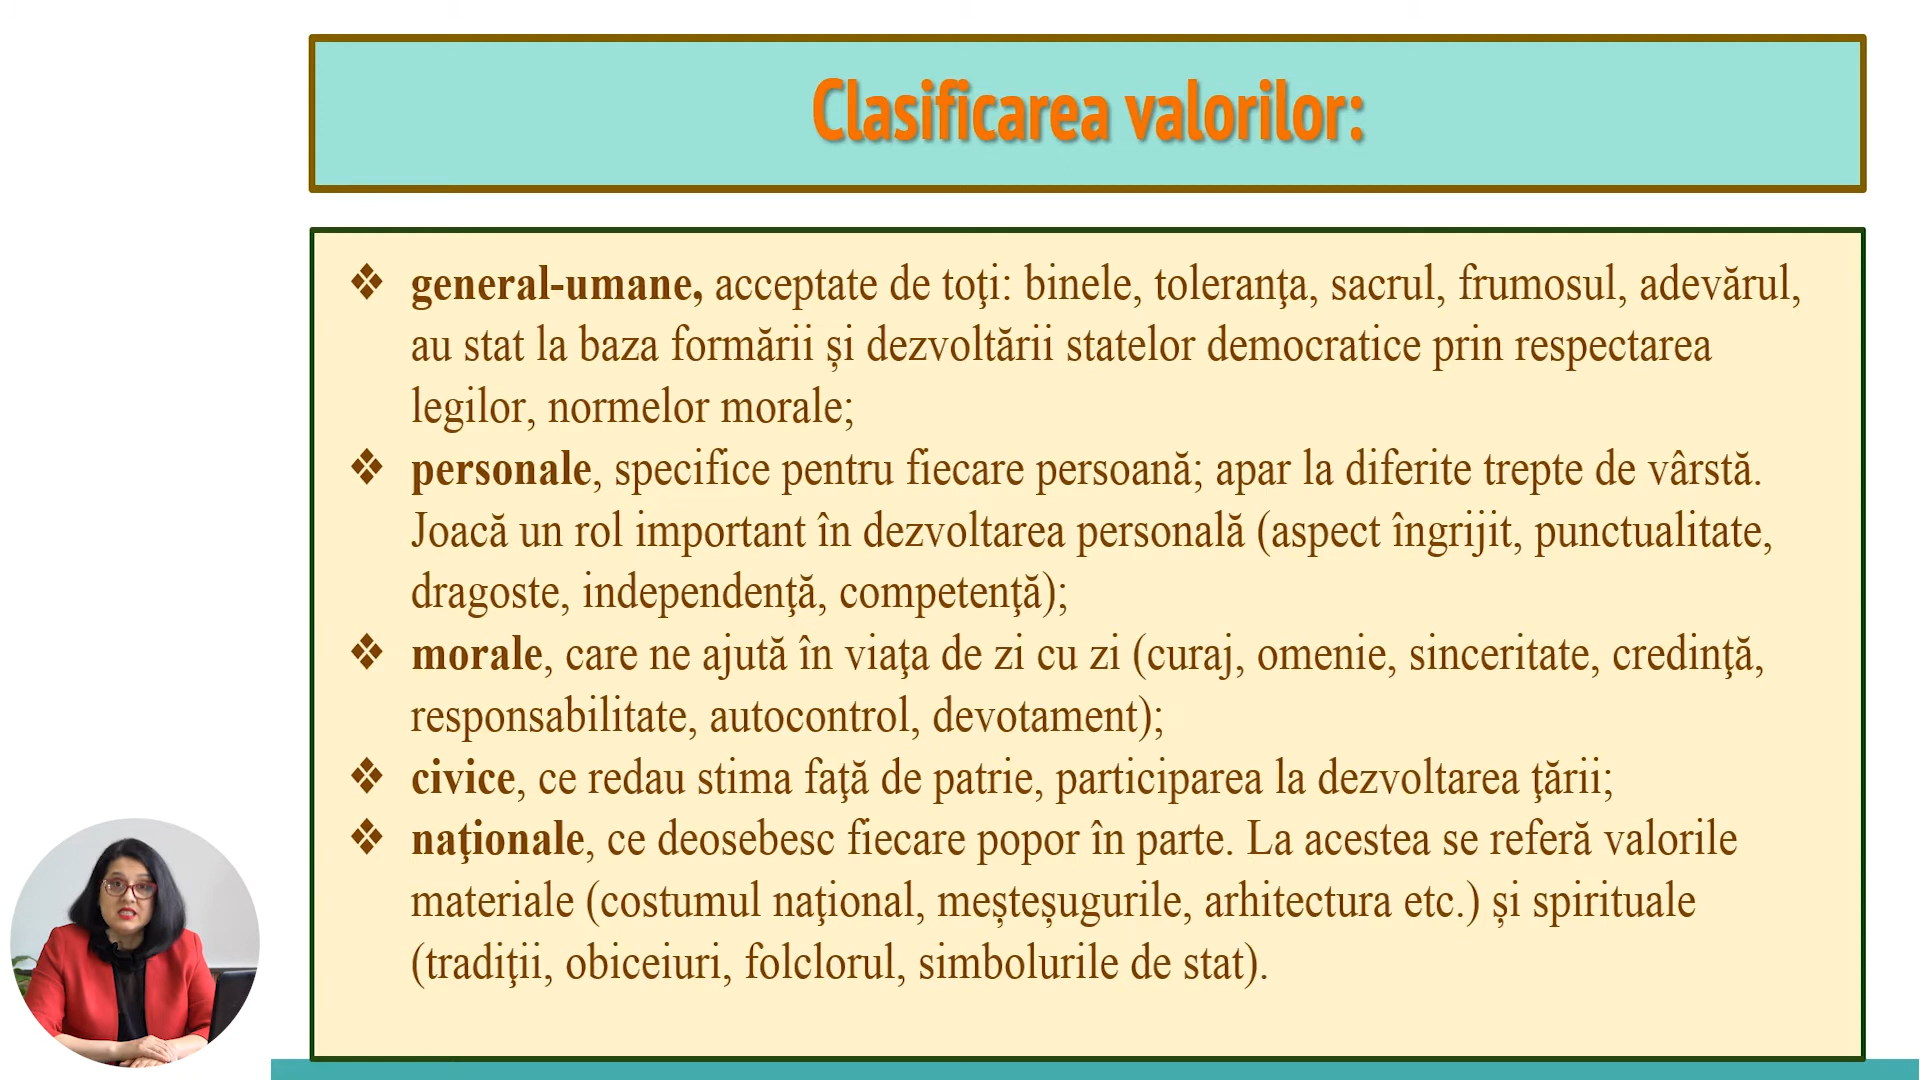 Clasificarea valorilor:
❖ general-umane, acceptate de toţi: binele, toleranţa, sacrul, frumosul, adevărul,
au stat la baza formării și dezvoltării statelor democratice prin respectarea
legilor, normelor morale;
❖ personale, specifice pentru fiecare persoană; apar la diferite trepte de vârstă.
Joacă un rol important în dezvoltarea personală (aspect îngrijit, punctualitate,
dragoste, independenţă, competenţă);
❖ morale, care ne ajută în viaţa de zi cu zi (curaj, omenie, sinceritate, credinţă,
responsabilitate, autocontrol, devotament);
❖ civice, ce redau stima faţă de patrie, participarea la dezvoltarea ţării;
❖ naţionale, ce deosebesc fiecare popor în parte. La acestea se referă valorile
materiale (costumul naţional, meșteșugurile, arhitectura etc.) și spirituale
(tradiţii, obiceiuri, folclorul, simbolurile de stat).